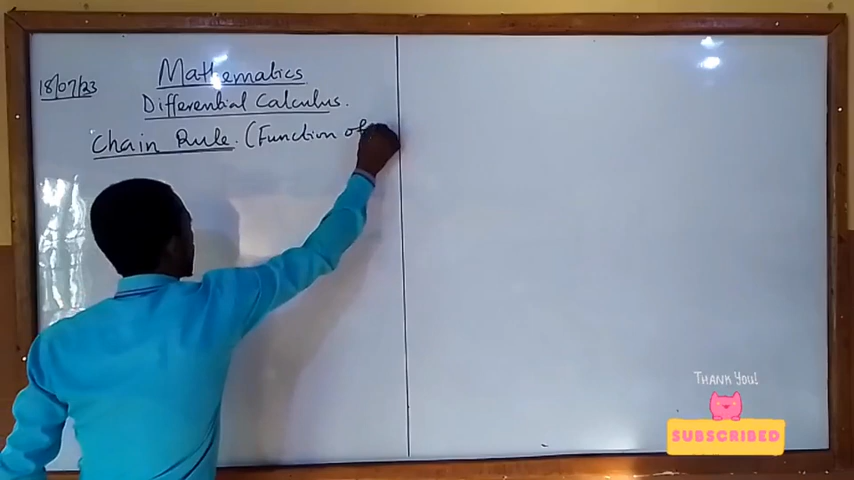 Mathematics
18/07/23
Differential Calculus.
Chain Rule. (Function of
THANK YOU!
SUBSCRIBED